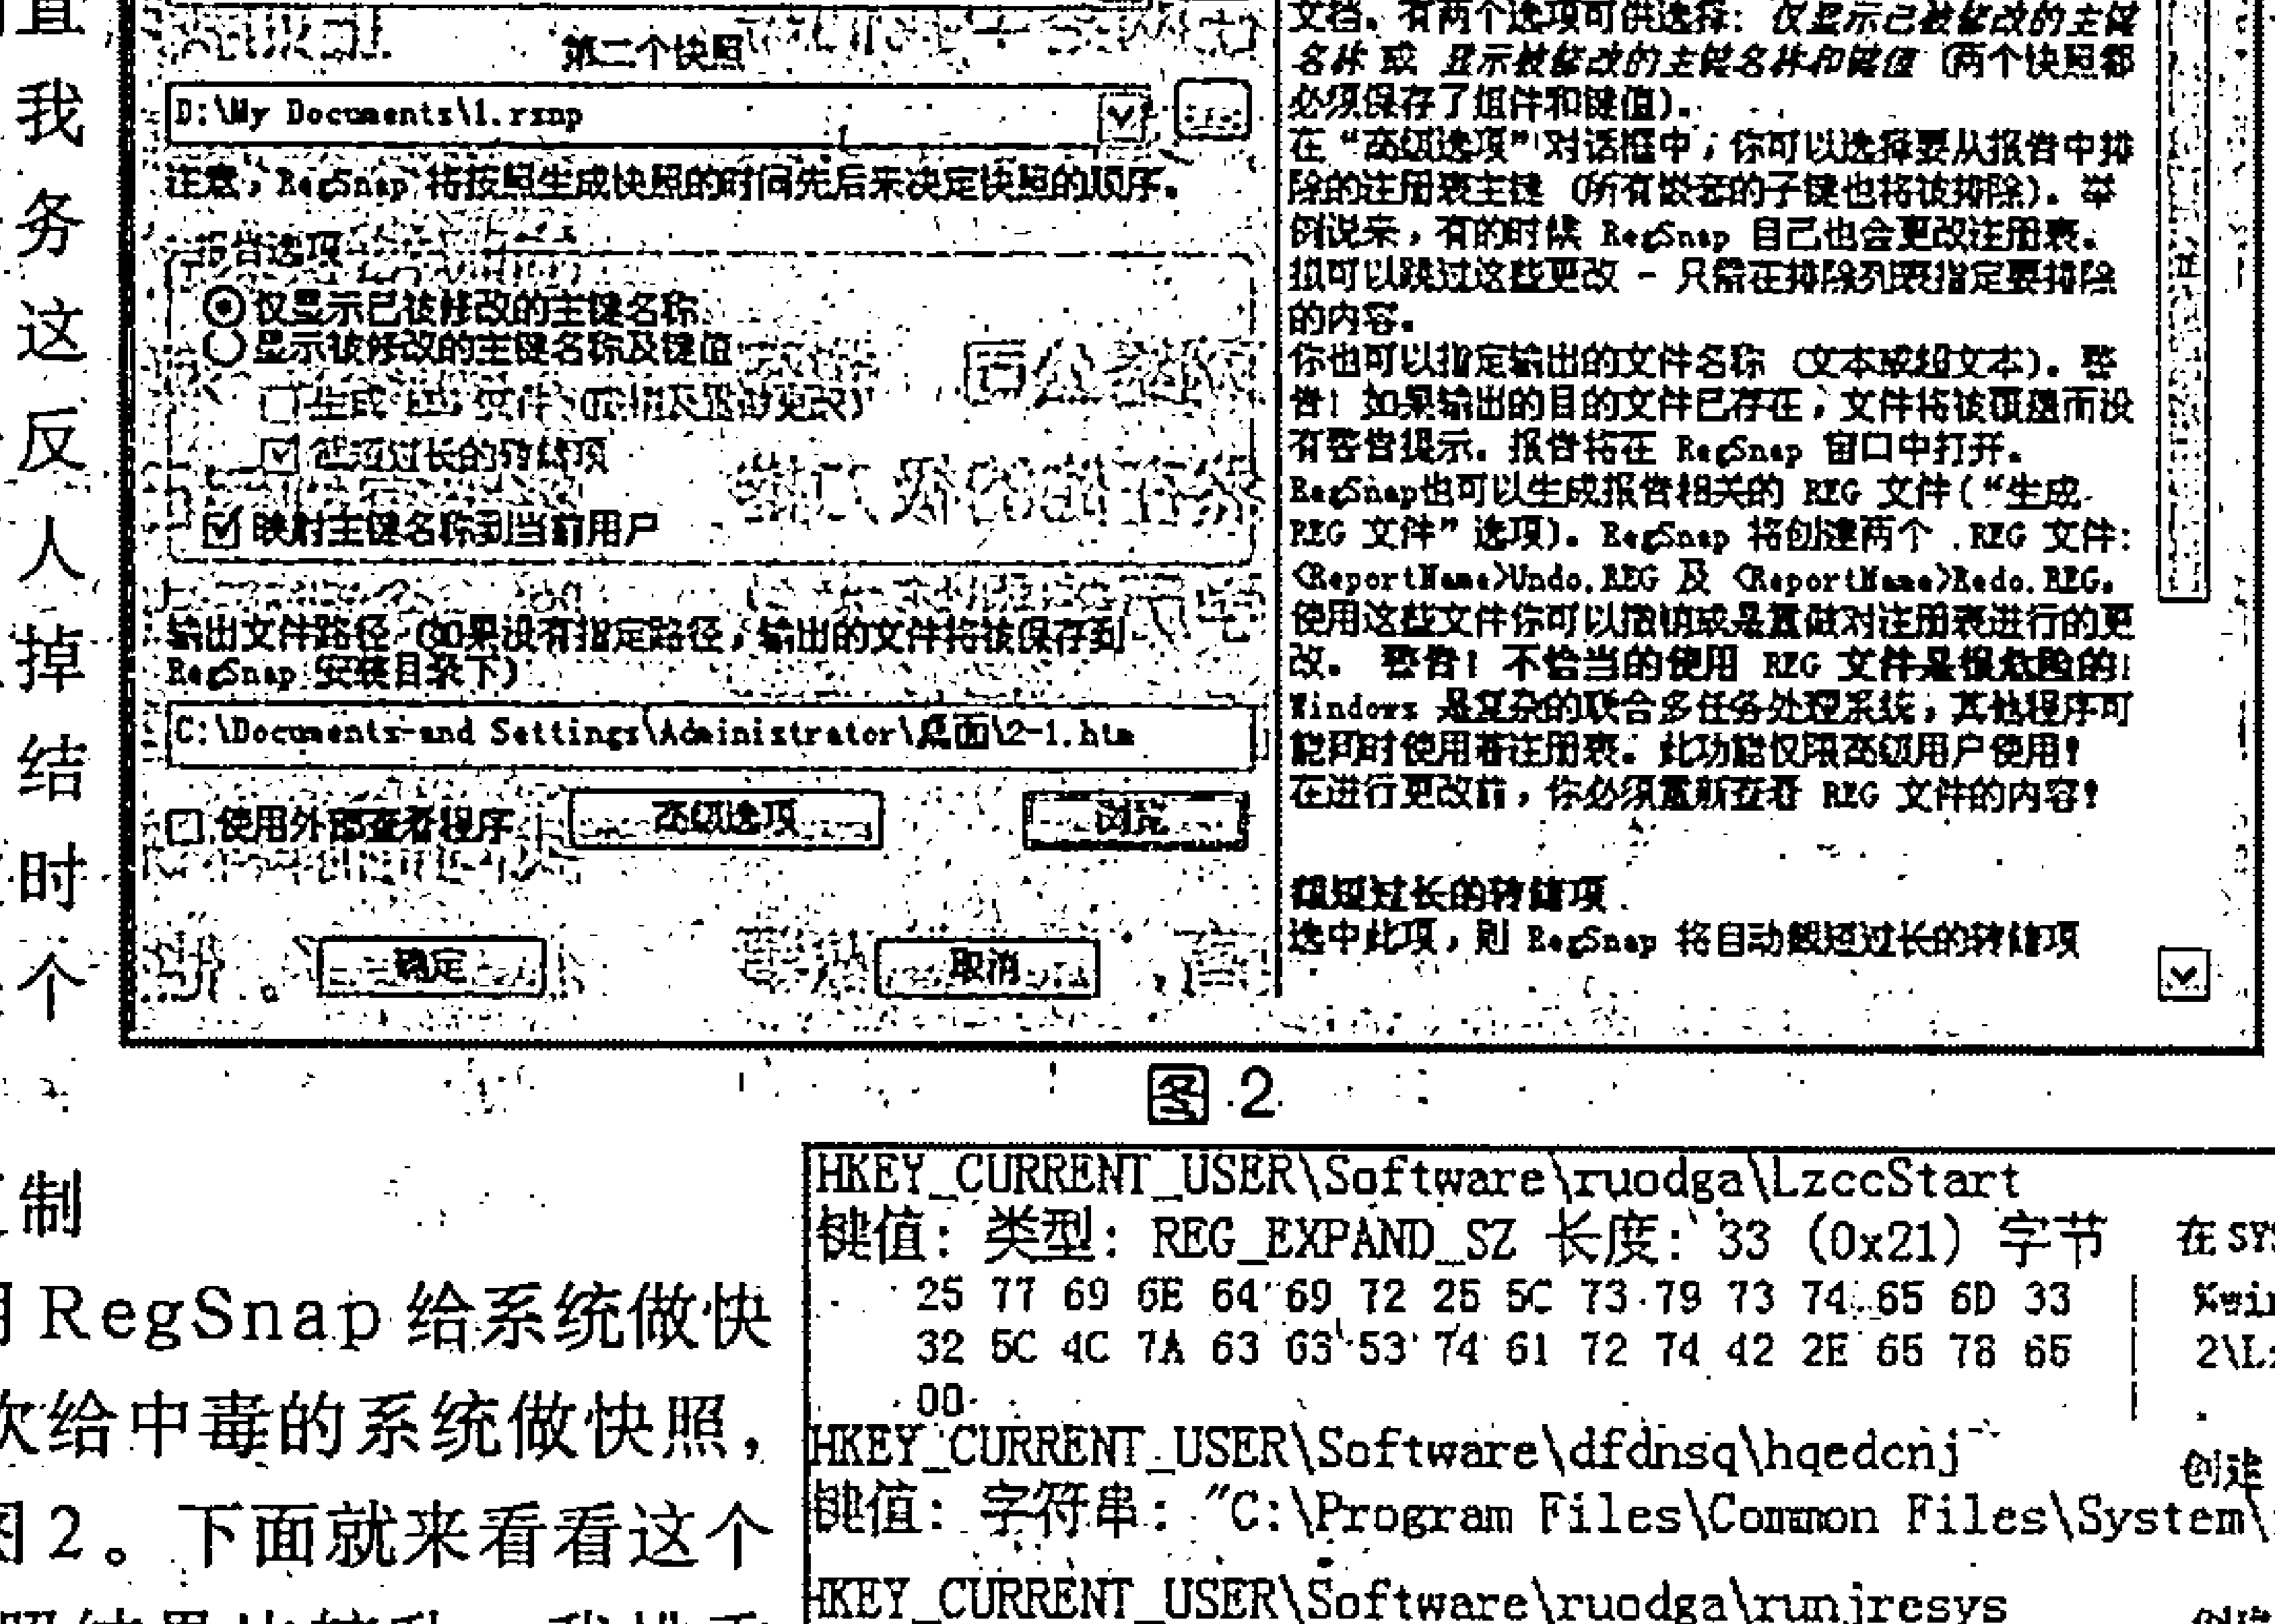 直
我
务
这
反
人
掉
结
时
个
制
RegSnap 给系统做快
次给中毒的系统做快照,
图2。下面就来看看这个
第二个快照
D:\My Documents\1.rsnp
注意,RegSnap 将按照生成快照的时间先后来决定快照的顺序。
报告选项
仅显示已被修改的主键名称
显示被修改的主键名称及键值
缩短过长的转储项
映射主键名称到当前用户
输出文件路径 (如果没有指定路径,输出的文件将被保存到
RegSnap 安装目录下)
C:\Documents and Settings\Administrator\桌面\2-1.htm
使用外部查看程序
高级选项
浏览
确定
取消
文档。有两个选项可供选择: 仅显示已被修改的主键
名称 或 显示被修改的主键名称和键值 (两个快照都
必须保存了组件和键值)。
在“高级选项”对话框中,你可以选择要从报告中排
除的注册表主键 (所有嵌套的子键也将被排除)。举
例说来,有的时候 RegSnap 自己也会更改注册表。
拟可以跳过这些更改 - 只需在排除列表指定要排除
的内容。
你也可以指定输出的文件名称 (文本或超文本)。警
告! 如果输出的目的文件已存在,文件将被覆盖而没
有警告提示. 报告将在 RegSnap 窗口中打开。
RegSnap也可以生成报告相关的 REG 文件(“生成
REG 文件” 选项)。RegSnap 将创建两个 .REG 文件:
<ReportName>Undo.REG 及 <ReportName>Redo.REG。
使用这些文件你可以撤销或是重做对注册表进行的更
改。 警告! 不恰当的使用 REG 文件是很危险的!
Windows 是复杂的联合多任务处理系统,其他程序可
能同时使用着注册表。此功能仅限高级用户使用!
在进行更改前,你必须重新查看 REG 文件的内容!
缩短过长的转储项
选中此项,则 RegSnap 将自动缩短过长的转储项
图 2
HKEY_CURRENT_USER\Software\ruodga\LzccStart
键值: 类型: REG_EXPAND_SZ 长度: 33 (0x21) 字节
25 77 69 6E 64 69 72 25 5C 73 79 73 74 65 6D 33 | %wi
32 5C 4C 7A 63 63 53 74 61 72 74 42 2E 65 78 65 | 2\L
00 | .
HKEY_CURRENT_USER\Software\dfdnsq\hqedcnj
键值: 字符串: "C:\Program Files\Common Files\System\
HKEY_CURRENT_USER\Software\ruodga\runjresys
在 SYS
创建